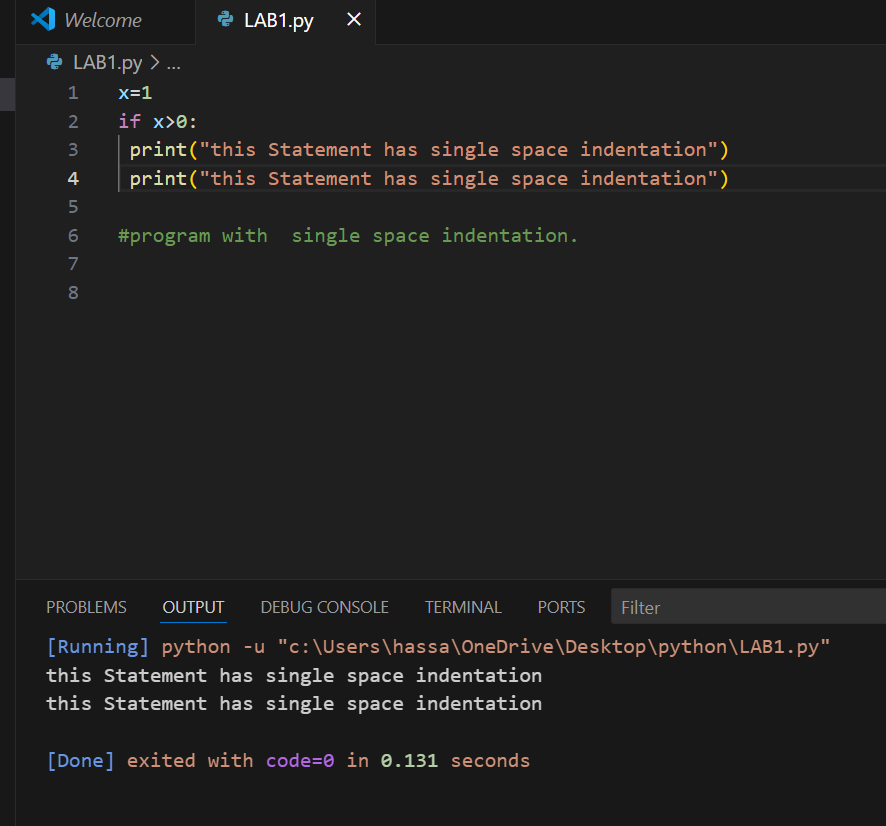 Welcome LAB1.py
LAB1.py > ...
1 x=1
2 if x>0:
3  print("this Statement has single space indentation")
4  print("this Statement has single space indentation")
5
6 #program with  single space indentation.
7
8
PROBLEMS OUTPUT DEBUG CONSOLE TERMINAL PORTS Filter
[Running] python -u "c:\Users\hassa\OneDrive\Desktop\python\LAB1.py"
this Statement has single space indentation
this Statement has single space indentation
[Done] exited with code=0 in 0.131 seconds